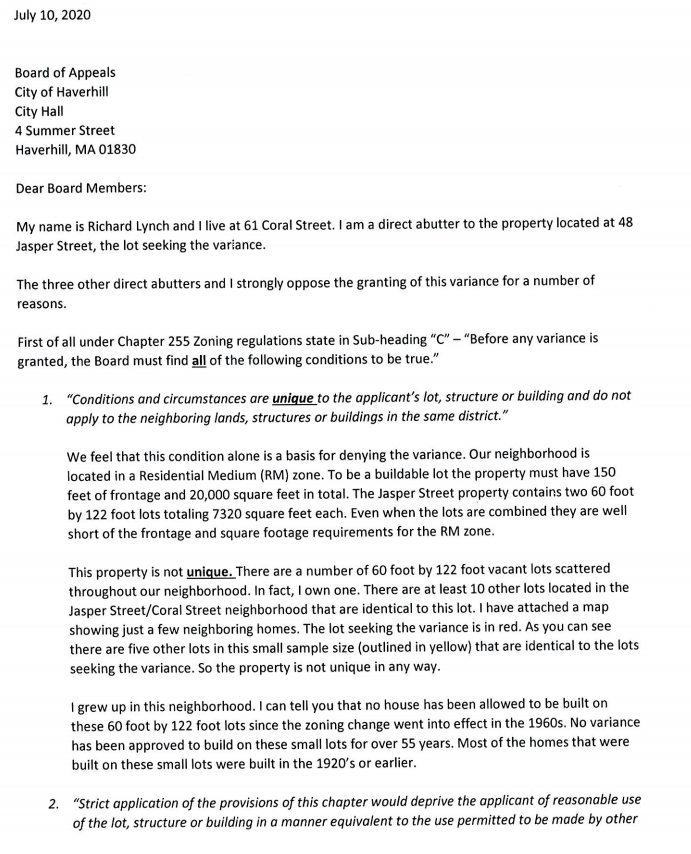 July 10, 2020
Board of Appeals
City of Haverhill
City Hall
4 Summer Street
Haverhill, MA 01830
Dear Board Members:
My name is Richard Lynch and I live at 61 Coral Street. I am a direct abutter to the property located at 48
Jasper Street, the lot seeking the variance.
The three other direct abutters and I strongly oppose the granting of this variance for a number of
reasons.
First of all under Chapter 255 Zoning regulations state in Sub-heading "C" – "Before any variance is
granted, the Board must find all of the following conditions to be true."
1. "Conditions and circumstances are unique to the applicant's lot, structure or building and do not
apply to the neighboring lands, structures or buildings in the same district."
We feel that this condition alone is a basis for denying the variance. Our neighborhood is
located in a Residential Medium (RM) zone. To be a buildable lot the property must have 150
feet of frontage and 20,000 square feet in total. The Jasper Street property contains two 60 foot
by 122 foot lots totaling 7320 square feet each. Even when the lots are combined they are well
short of the frontage and square footage requirements for the RM zone.
This property is not unique. There are a number of 60 foot by 122 foot vacant lots scattered
throughout our neighborhood. In fact, I own one. There are at least 10 other lots located in the
Jasper Street/Coral Street neighborhood that are identical to this lot. I have attached a map
showing just a few neighboring homes. The lot seeking the variance is in red. As you can see
there are five other lots in this small sample size (outlined in yellow) that are identical to the lots
seeking the variance. So the property is not unique in any way.
I grew up in this neighborhood. I can tell you that no house has been allowed to be built on
these 60 foot by 122 foot lots since the zoning change went into effect in the 1960s. No variance
has been approved to build on these small lots for over 55 years. Most of the homes that were
built on these small lots were built in the 1920's or earlier.
2. "Strict application of the provisions of this chapter would deprive the applicant of reasonable use
of the lot, structure or building in a manner equivalent to the use permitted to be made by other